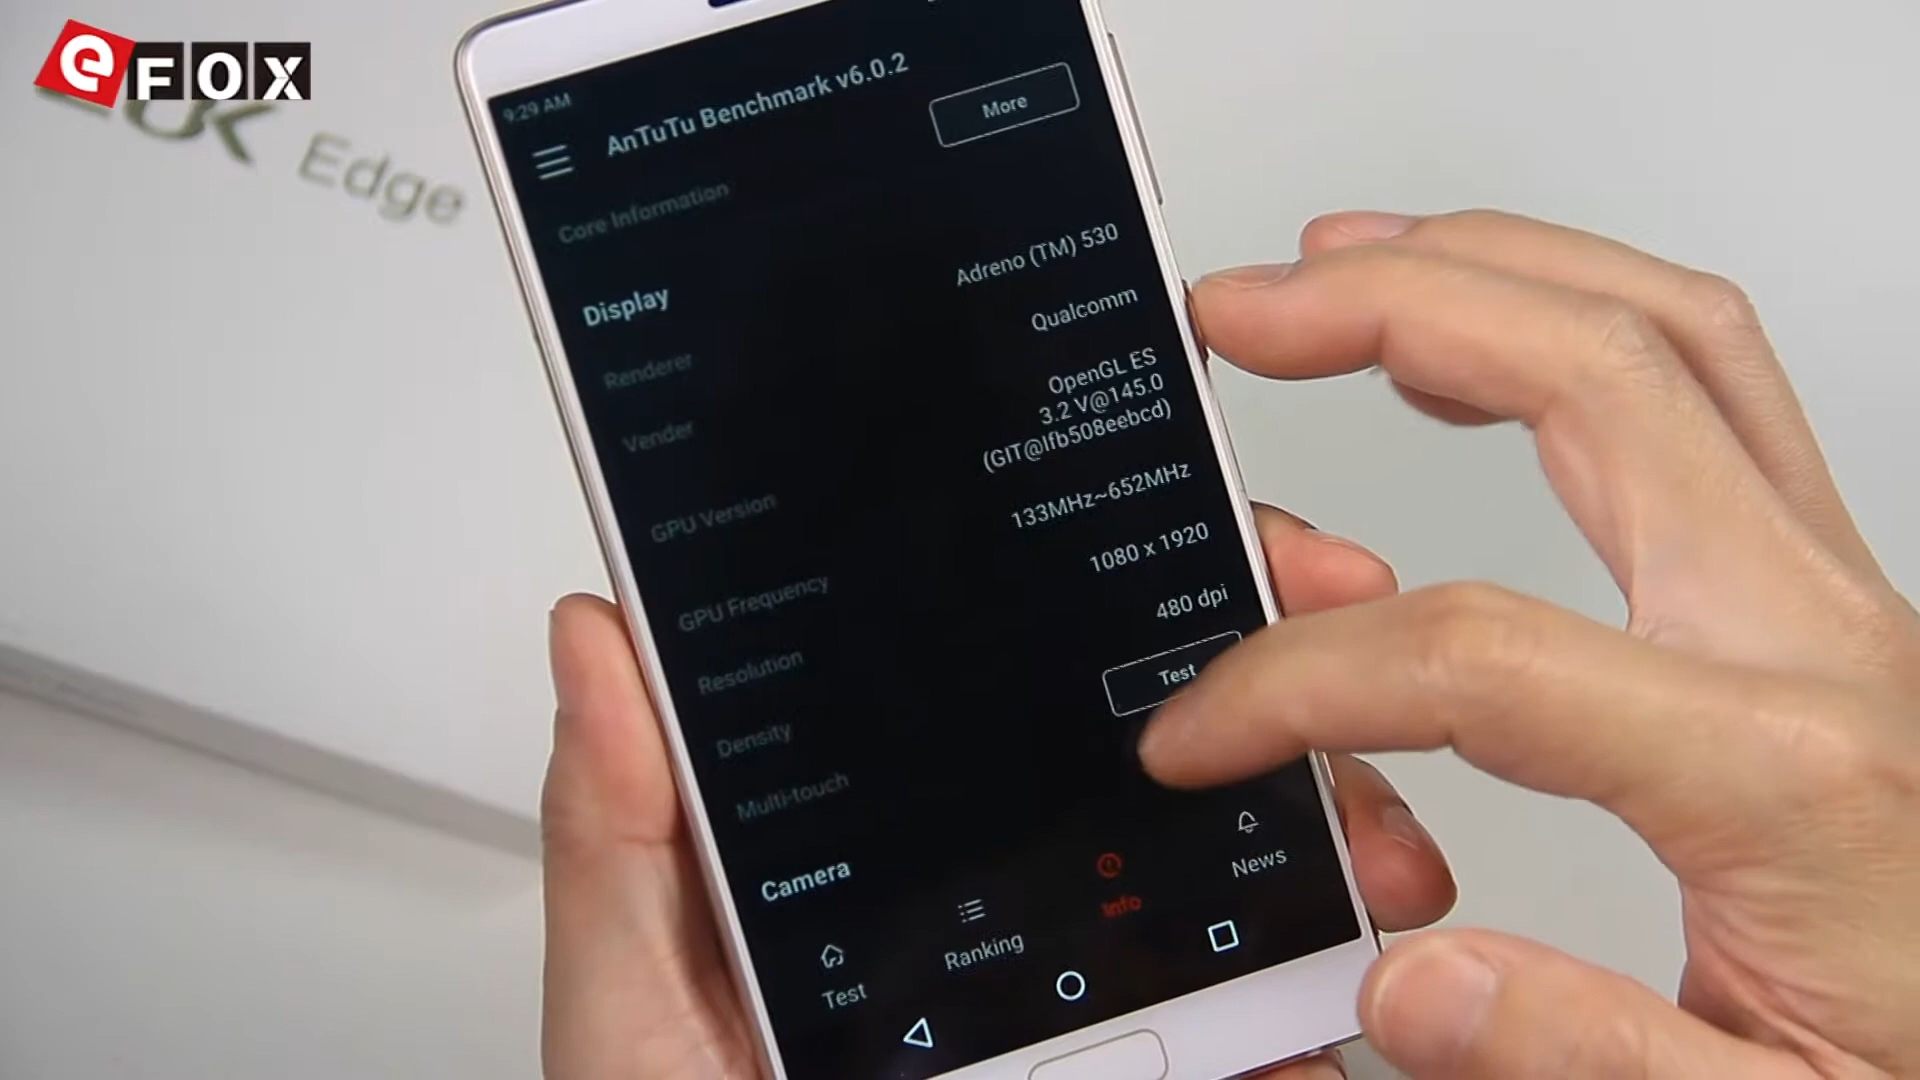 eFOX
Edge
9:29 AM
AnTuTu Benchmark v6.0.2
More
Core Information
Display
Renderer
Adreno (TM) 530
Vender
Qualcomm
GPU Version
OpenGL ES
3.2 V@145.0
(GIT@Ifb508eebcd)
GPU Frequency
133MHz~652MHz
Resolution
1080 x 1920
Density
480 dpi
Multi-touch
Test
Camera
Test
Ranking
Info
News